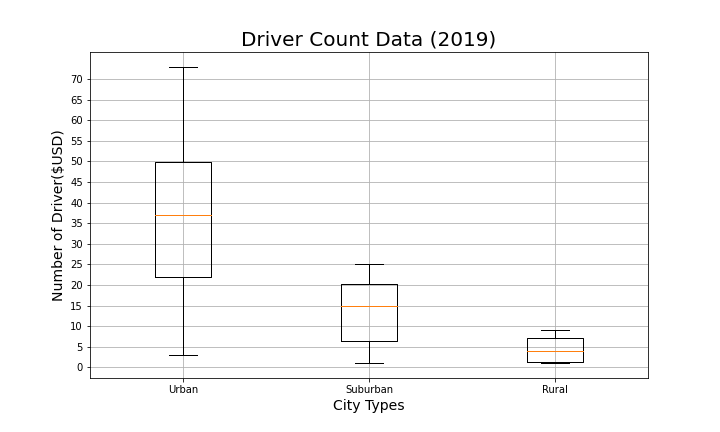 Driver Count Data (2019)
Number of Driver($USD)
70
65
60
55
50
45
40
35
30
25
20
15
10
5
0
Urban
Suburban
Rural
City Types